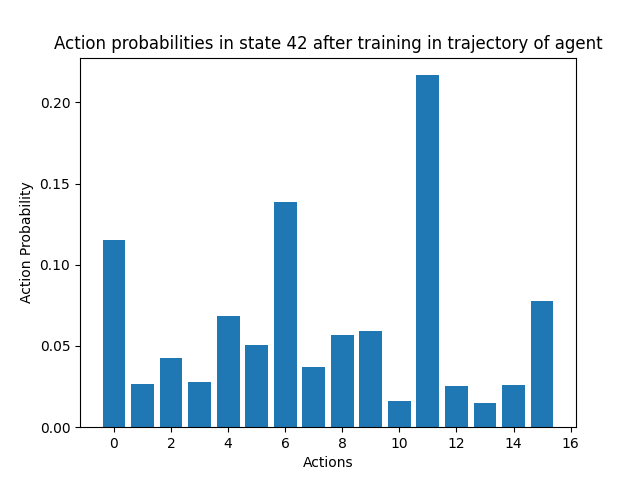 Action probabilities in state 42 after training in trajectory of agent
0.20
0.15
0.10
0.05
0.00
Action Probability
0 2 4 6 8 10 12 14 16
Actions